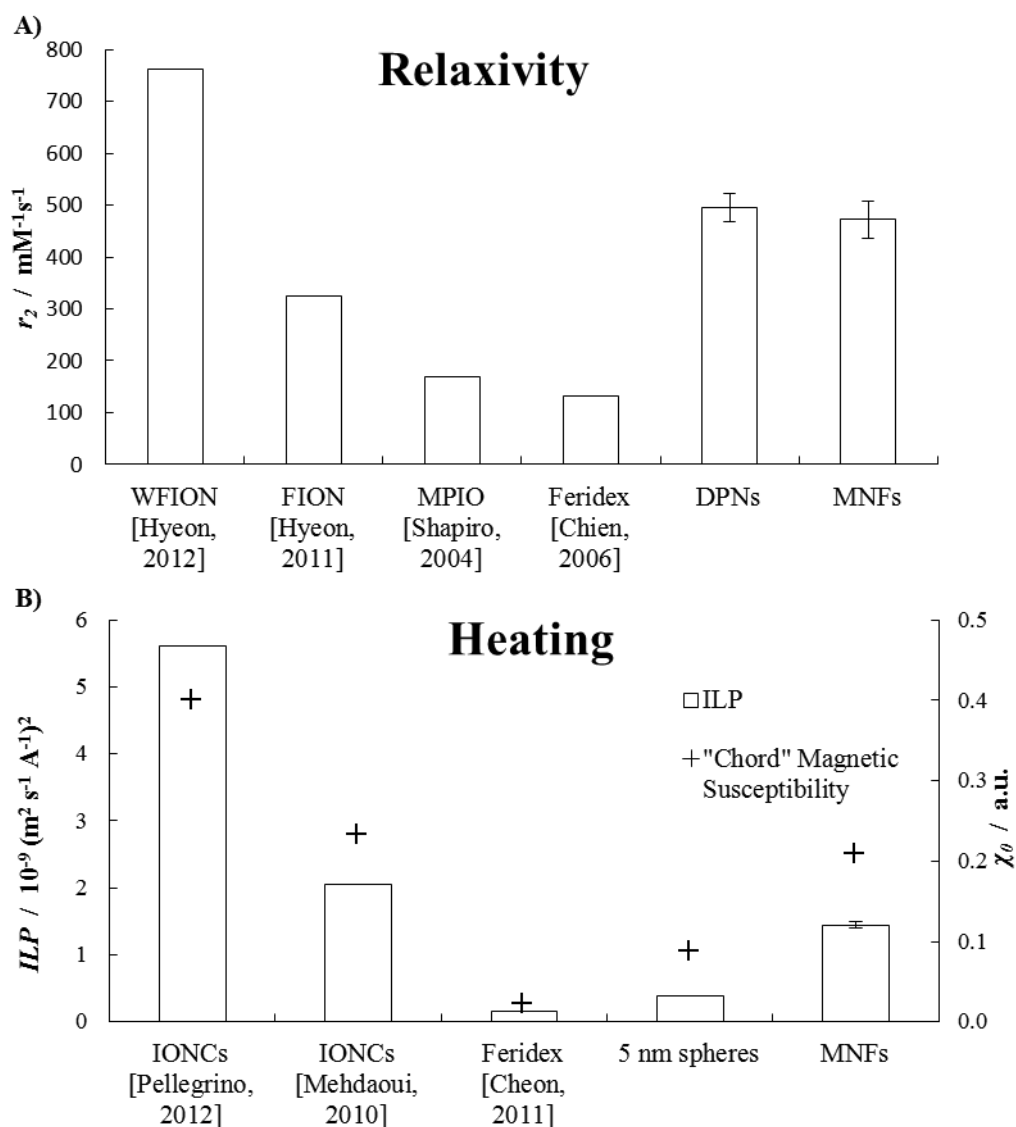 A)
Relaxivity
800
700
600
500
400
300
200
100
0
r₂ / mM⁻¹s⁻¹
WFION
[Hyeon,
2012]
FION
[Hyeon,
2011]
MPIO
[Shapiro,
2004]
Feridex
[Chien,
2006]
DPNs
MNFs
B)
Heating
6
5
4
3
2
1
0
ILP / 10⁻⁹ (m² s⁻¹ A⁻¹)²
ILP
"Chord" Magnetic
Susceptibility
0.5
0.4
0.3
0.2
0.1
0.0
χ₀ / a.u.
IONCs
[Pellegrino,
2012]
IONCs
[Mehdaoui,
2010]
Feridex
[Cheon,
2011]
5 nm spheres
MNFs